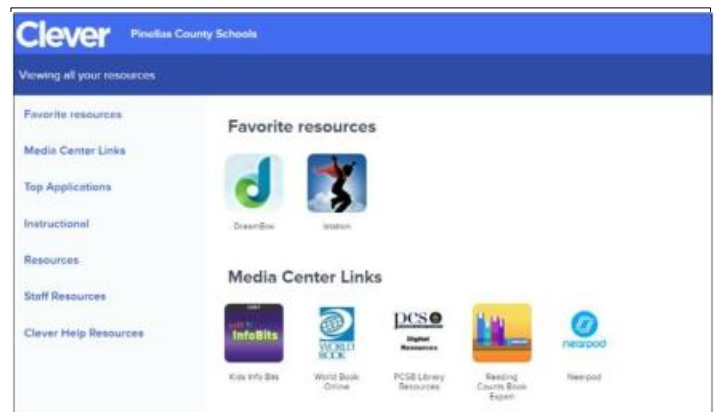 Clever Pinellas County Schools
Viewing all your resources
Favorite resources
Media Center Links
Top Applications
Instructional
Resources
Staff Resources
Clever Help Resources
Favorite resources
DreamBox
Istation
Media Center Links
InfoBits
WORLD
BOOK
pcs
Digital
Resources
nearpod
Kids Info Bits
World Book
Online
PCSB Library
Resources
Reading
Counts Book
Expert
Nearpod